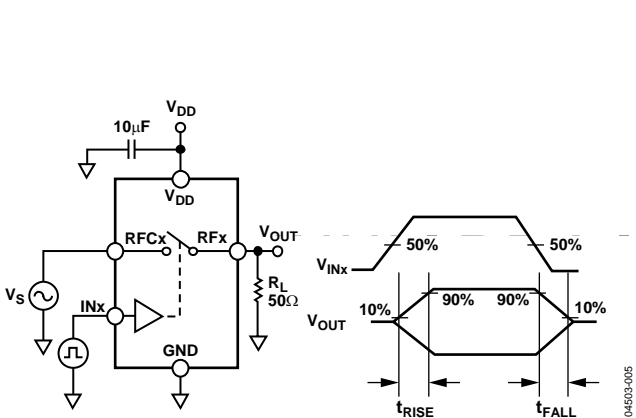 VDD
10μF
VDD
RFCx
RFx
VOUT
VS
INx
RL
50Ω
GND
50%
50%
VINx
10%
90%
90%
10%
VOUT
tRISE
tFALL
04503-005